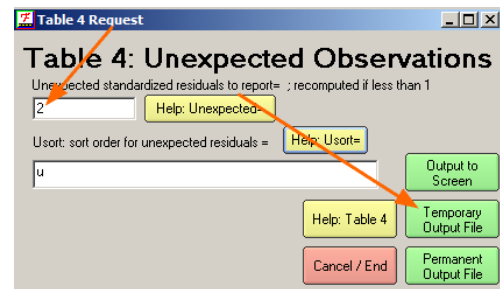 Table 4 Request
Table 4: Unexpected Observations
Unexpected standardized residuals to report= ; recomputed if less than 1
2
Help: Unexpected=
Usort: sort order for unexpected residuals =
Help: Usort=
u
Output to
Screen
Help: Table 4
Temporary
Output File
Cancel / End
Permanent
Output File